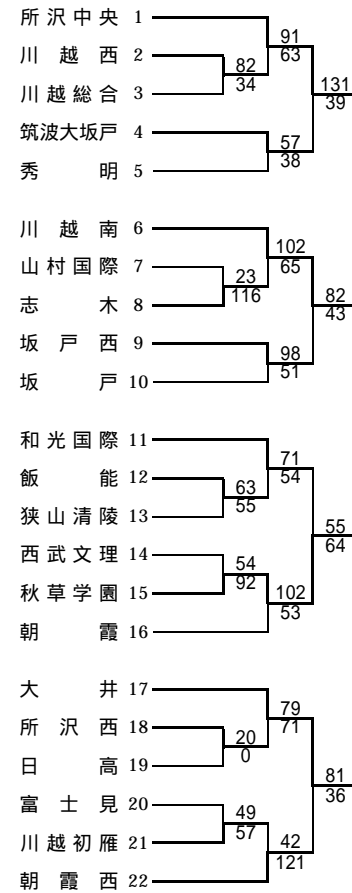 所沢中央 1
91
63
川越西 2
82
34
川越総合 3
131
39
筑波大坂戸 4
57
38
秀明 5
川越南 6
102
65
山村国際 7
23
116
志木 8
82
43
坂戸西 9
98
51
坂戸 10
和光国際 11
71
54
飯能 12
63
55
狭山清陵 13
55
64
西武文理 14
54
92
秋草学園 15
102
53
朝霞 16
大井 17
79
71
所沢西 18
20
0
日高 19
81
36
富士見 20
49
57
川越初雁 21
42
121
朝霞西 22